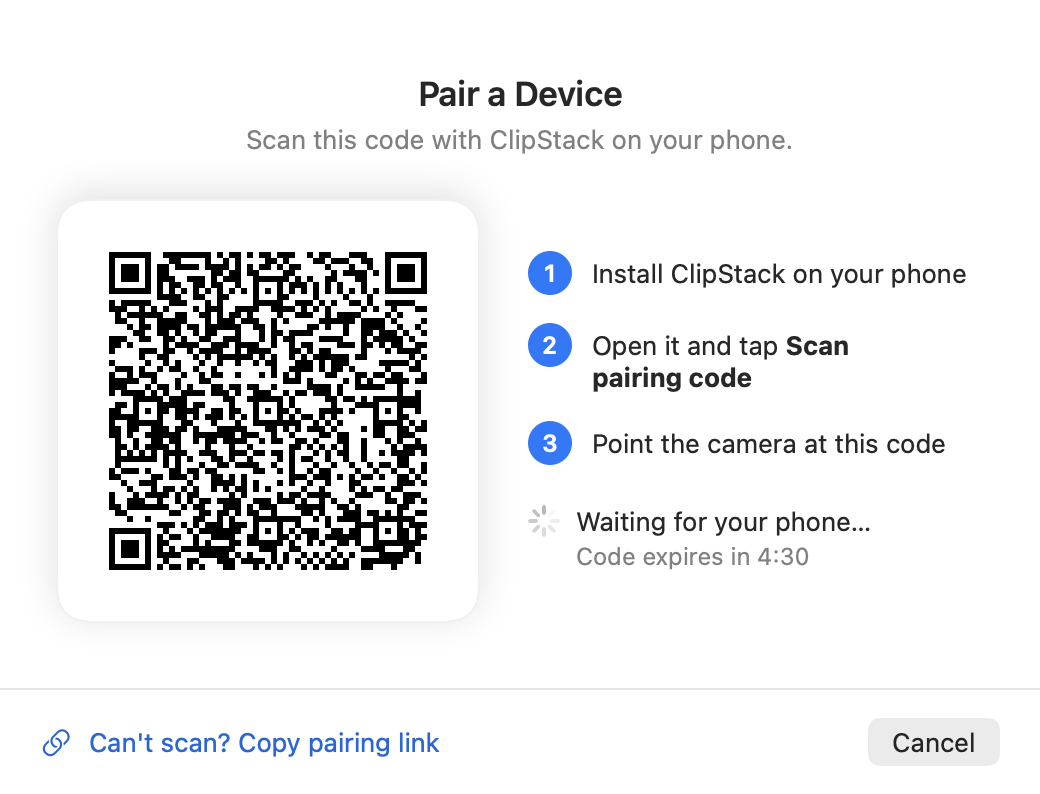 Pair a Device
Scan this code with ClipStack on your phone.
1 Install ClipStack on your phone
2 Open it and tap Scan
pairing code
3 Point the camera at this code
Waiting for your phone...
Code expires in 4:30
Can't scan? Copy pairing link
Cancel